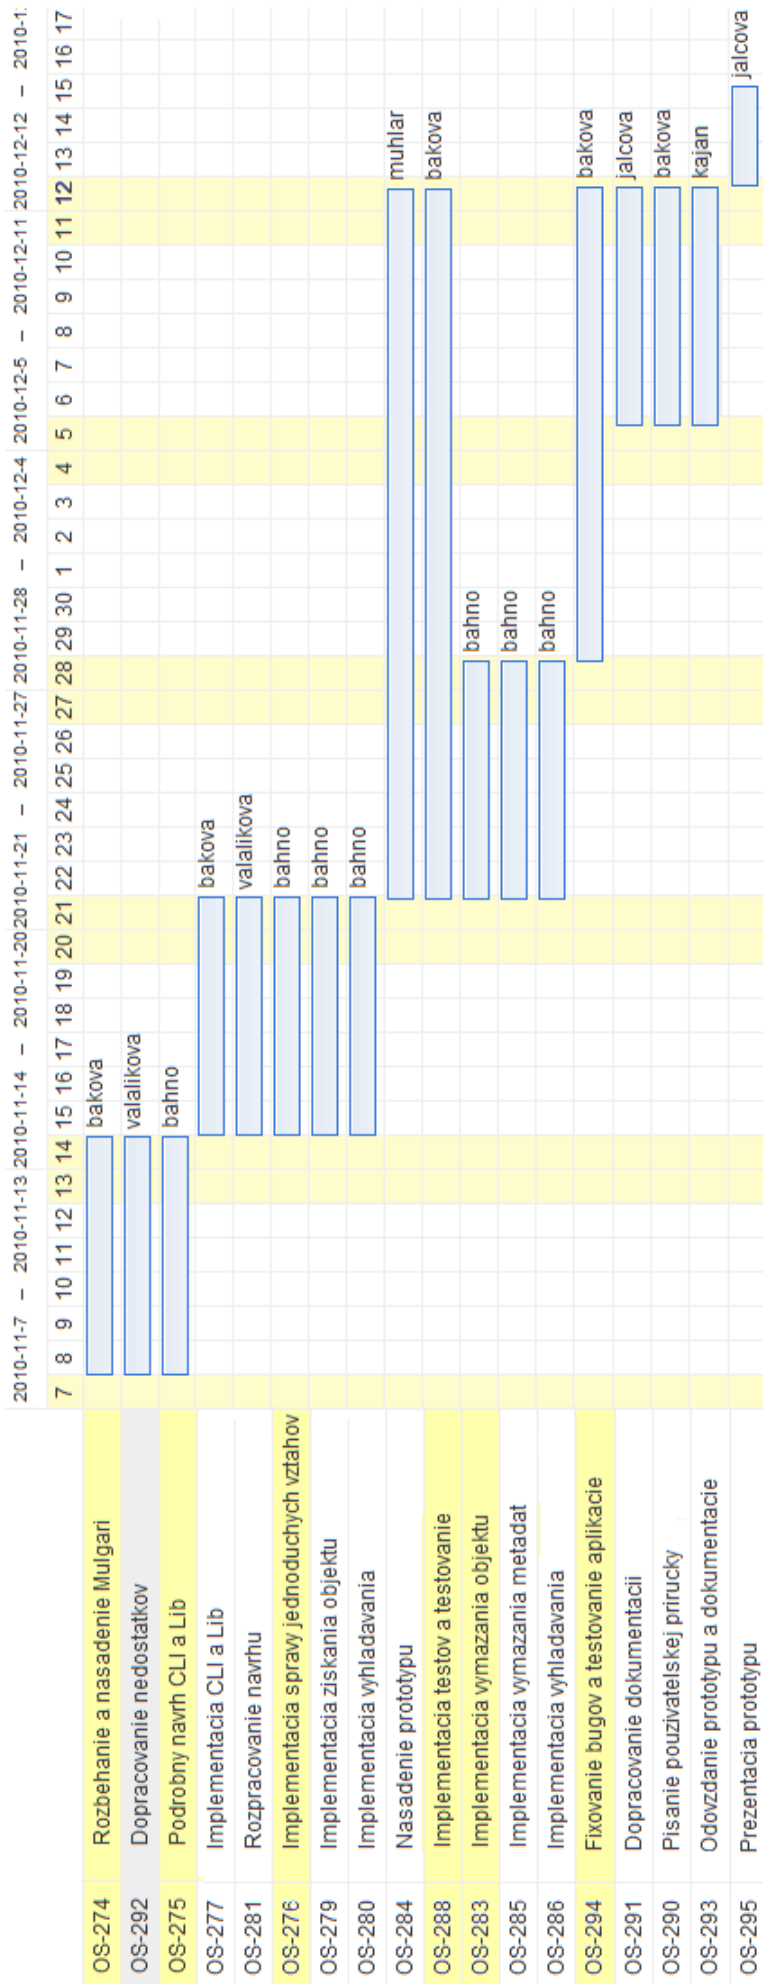 2010-11-7 – 2010-11-13 2010-11-14 – 2010-11-20 2010-11-21 – 2010-11-27 2010-11-28 – 2010-12-4 2010-12-5 – 2010-12-11 2010-12-12 – 2010-1
7 8 9 10 11 12 13 14 15 16 17 18 19 20 21 22 23 24 25 26 27 28 29 30 1 2 3 4 5 6 7 8 9 10 11 12 13 14 15 16 17
OS-274 Rozbehanie a nasadenie Mulgari bakova
OS-292 Dopracovanie nedostatkov valalikova
OS-275 Podrobny navrh CLI a Lib bahno
OS-277 Implementacia CLI a Lib bakova
OS-281 Rozpracovanie navrhu valalikova
OS-276 Implementacia spravy jednoduchych vztahov bahno
OS-279 Implementacia ziskania objektu bahno
OS-280 Implementacia vyhladavania bahno
OS-284 Nasadenie prototypu muhlar
OS-288 Implementacia testov a testovanie bakova
OS-283 Implementacia vymazania objektu bahno
OS-285 Implementacia vymazania metadat bahno
OS-286 Implementacia vyhladavania bahno
OS-294 Fixovanie bugov a testovanie aplikacie bakova
OS-291 Dopracovanie dokumentacii jalcova
OS-290 Pisanie pouzivatelskej prirucky bakova
OS-293 Odovzdanie prototypu a dokumentacie kajan
OS-295 Prezentacia prototypu jalcova